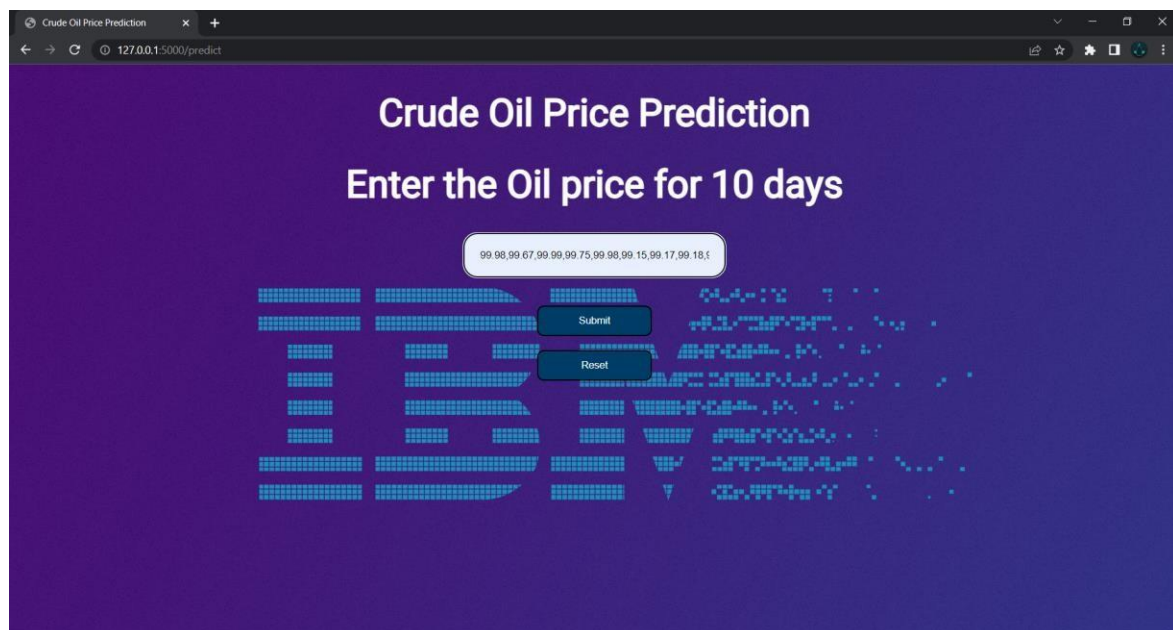 Crude Oil Price Prediction
127.0.0.1:5000/predict
Crude Oil Price Prediction
Enter the Oil price for 10 days
99.98,99.67,99.99,99.75,99.98,99.15,99.17,99.18,9
Submit
Reset
IBM